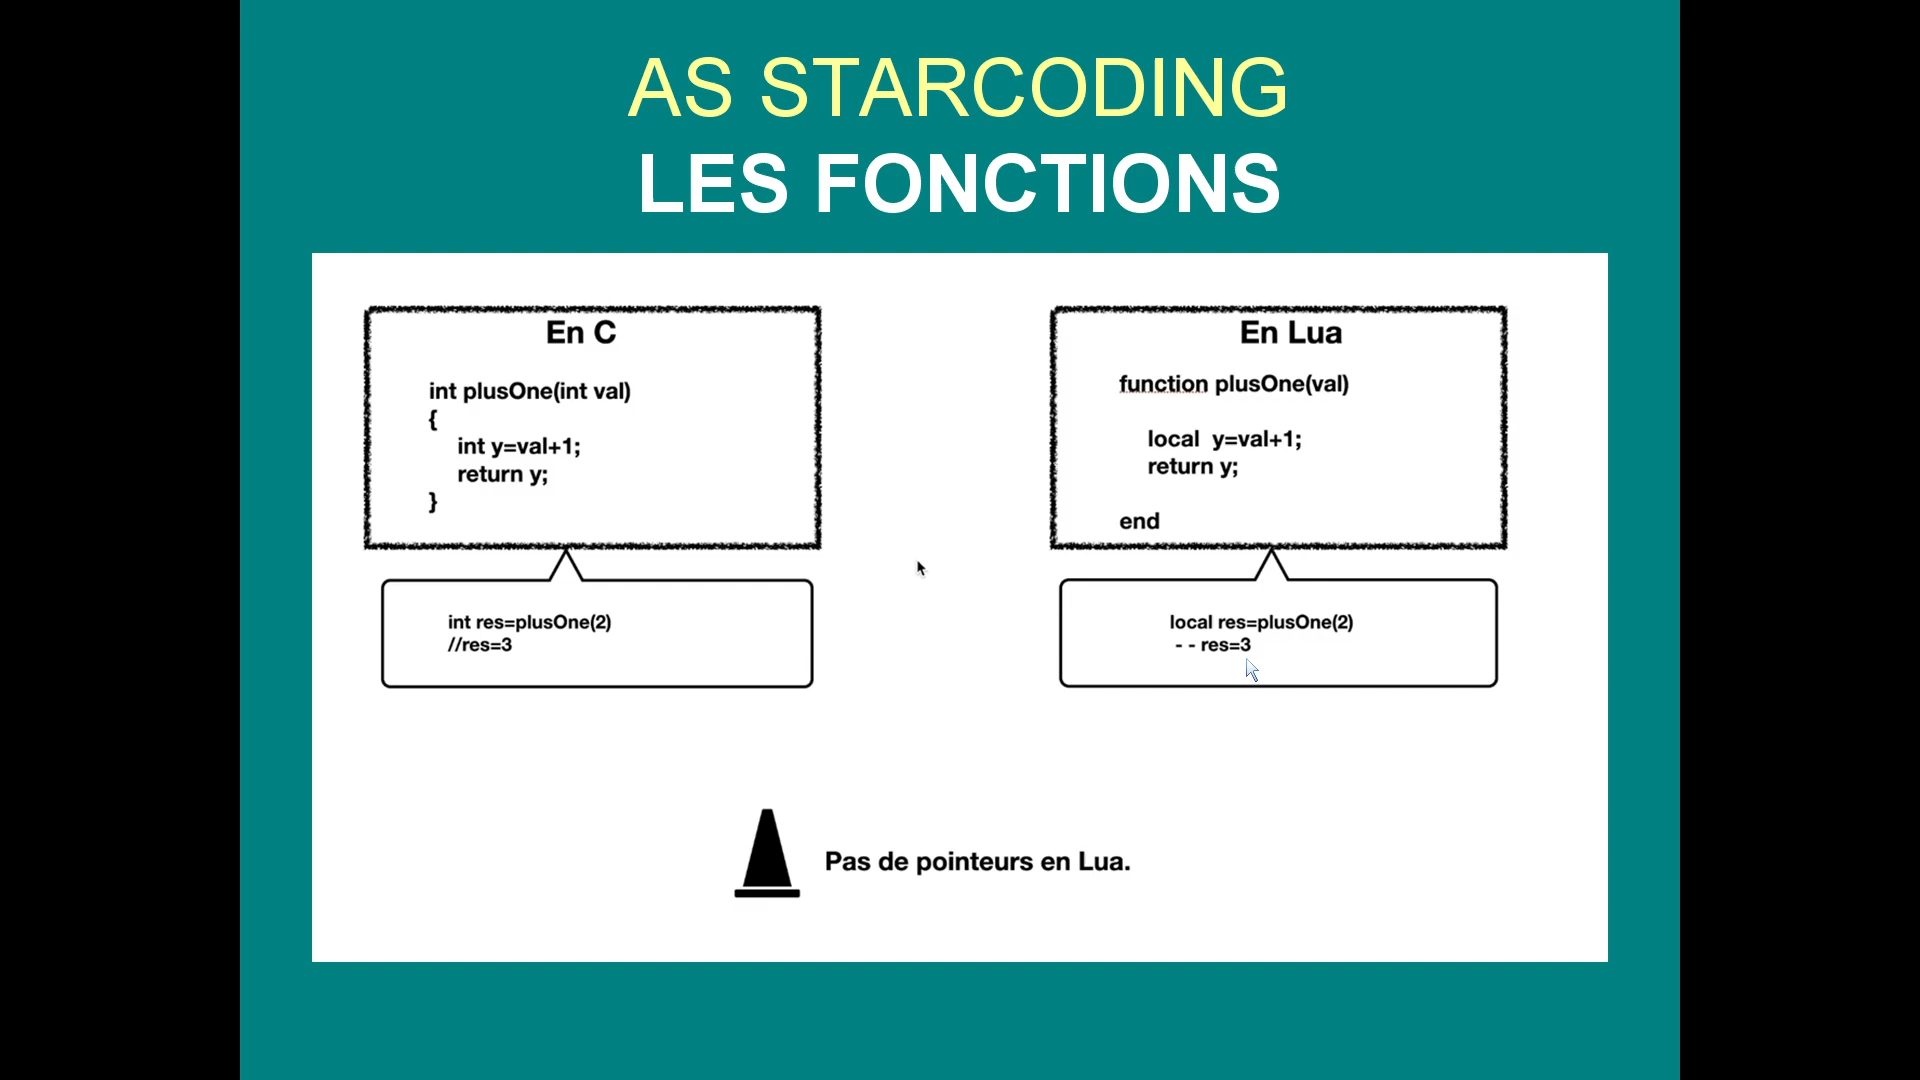 AS STARCODING
LES FONCTIONS
En C
int plusOne(int val)
{
int y=val+1;
return y;
}
int res=plusOne(2)
//res=3
En Lua
function plusOne(val)
local  y=val+1;
return y;
end
local res=plusOne(2)
- - res=3
Pas de pointeurs en Lua.